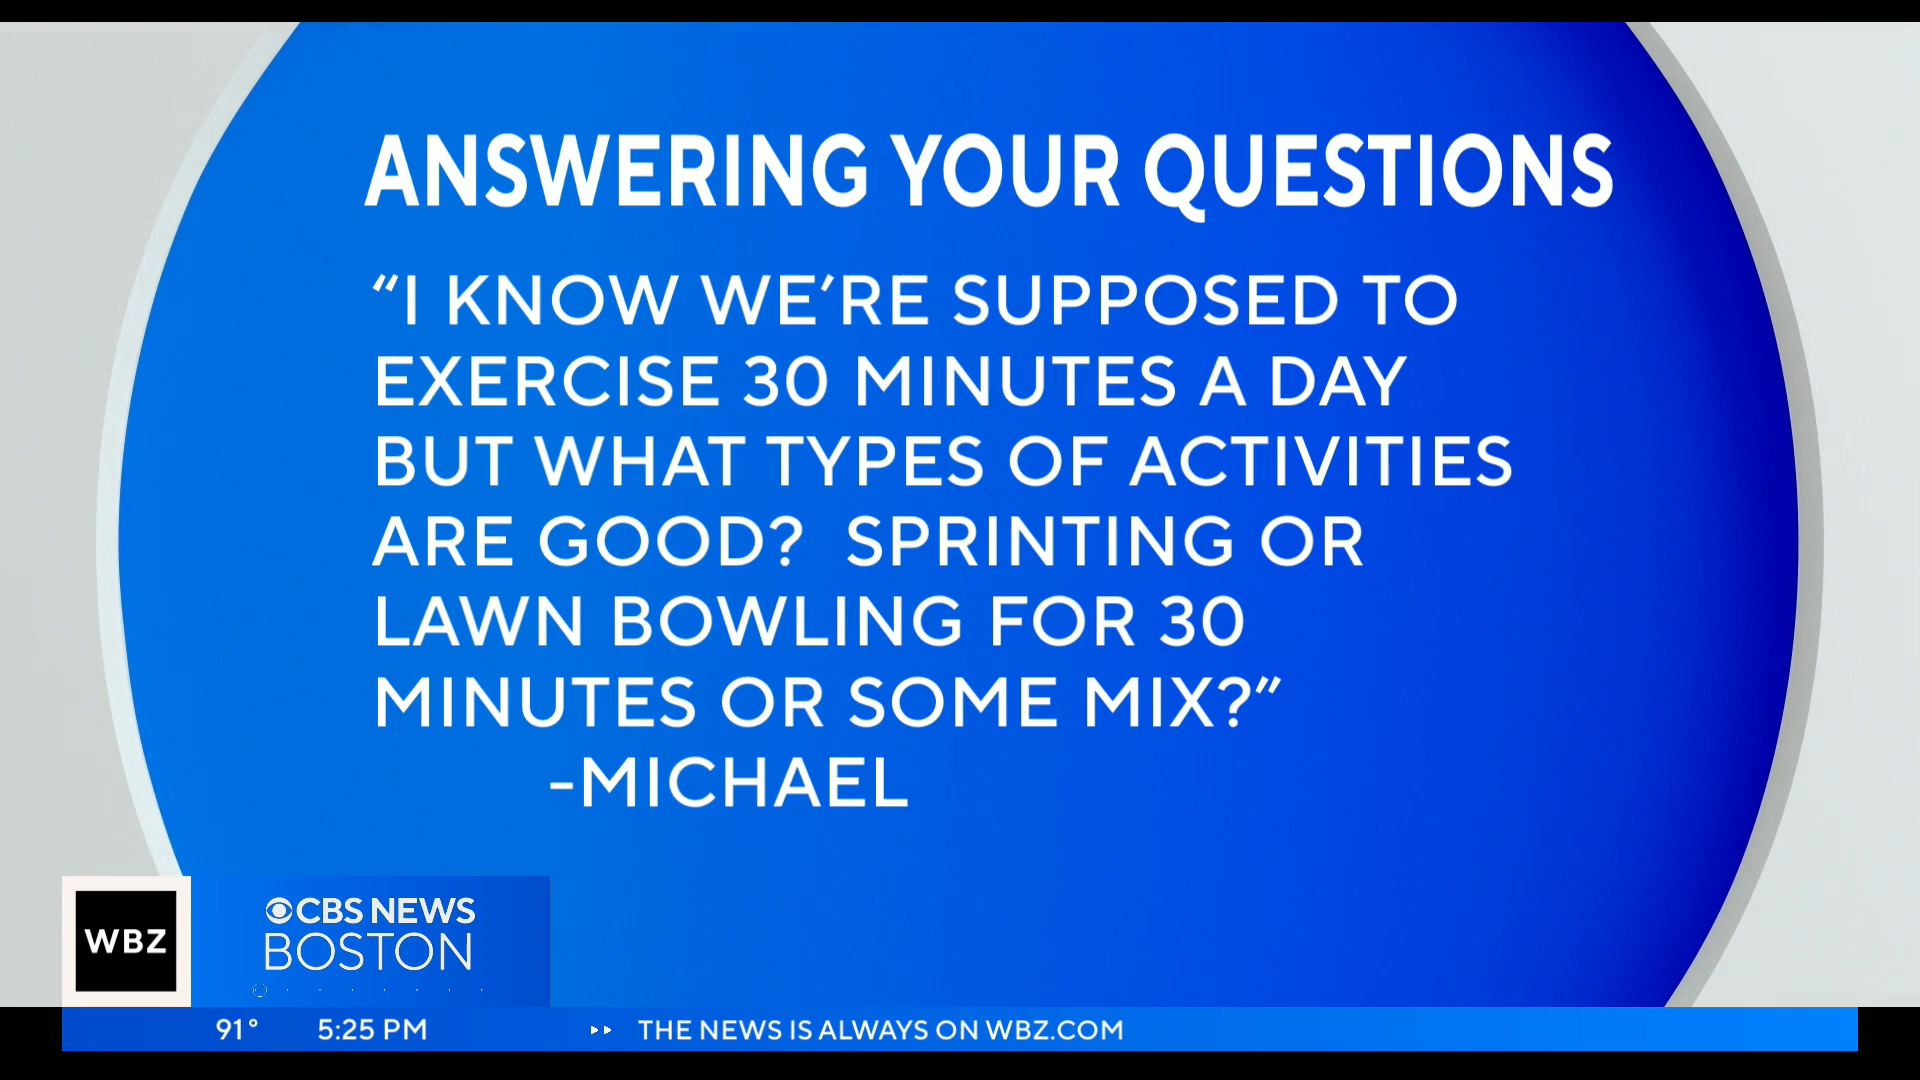 ANSWERING YOUR QUESTIONS
“I KNOW WE’RE SUPPOSED TO
EXERCISE 30 MINUTES A DAY
BUT WHAT TYPES OF ACTIVITIES
ARE GOOD?  SPRINTING OR
LAWN BOWLING FOR 30
MINUTES OR SOME MIX?”
-MICHAEL
WBZ
CBS NEWS
BOSTON
91° 5:25 PM THE NEWS IS ALWAYS ON WBZ.COM